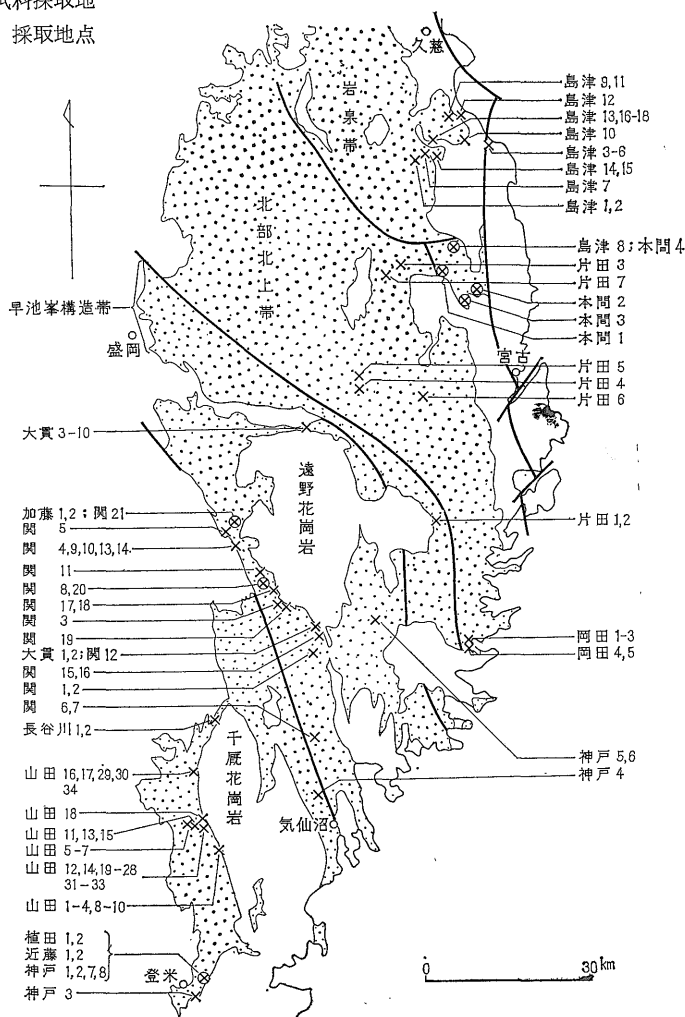 試料採取地
採取地点
久慈
岩泉帯
北部北上帯
島津 9,11
島津 12
島津 13,16-18
島津 10
島津 3-6
島津 14,15
島津 7
島津 1,2
島津 8;本間 4
片田 3
片田 7
本間 2
本間 3
本間 1
宮古
片田 5
片田 4
片田 6
早池峯構造帯
盛岡
大貫 3-10
遠野花崗岩
加藤 1,2;関 21
関 5
関 4,9,10,13,14.
関 11
関 8,20
関 17,18
関 3
関 19
大貫 1,2;関 12
関 15,16
関 1,2
関 6,7
長谷川 1,2
片田 1,2
岡田 1-3
岡田 4,5
神戸 5,6
神戸 4
千厩花崗岩
気仙沼
山田 16,17,29,30
34
山田 18
山田 11,13,15
山田 5-7
山田 12,14,19-28
31-33
山田 1-4,8-10
植田 1,2
近藤 1,2
神戸 1,2,7,8
登米
神戸 3
0 30km